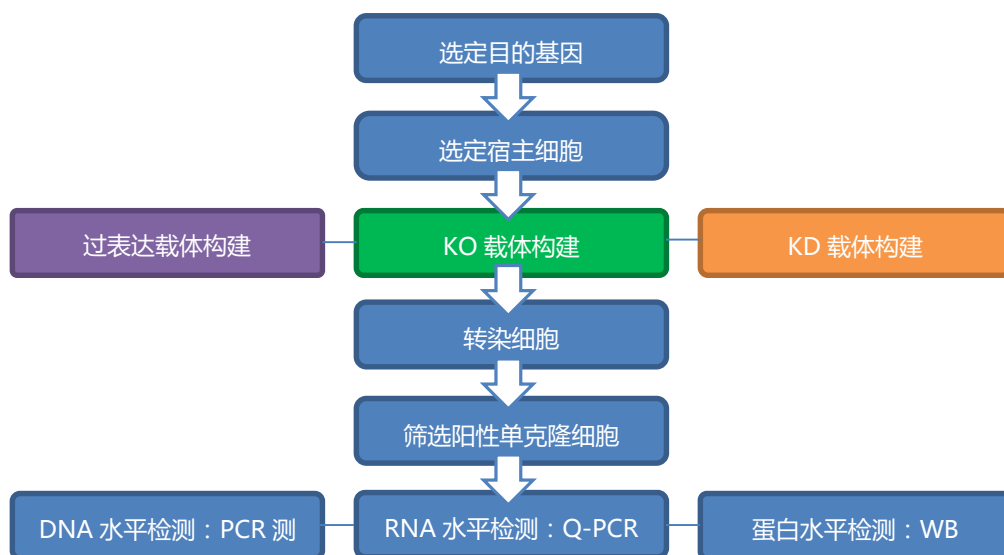 选定目的基因
选定宿主细胞
过表达载体构建
KO 载体构建
KD 载体构建
转染细胞
筛选阳性单克隆细胞
DNA 水平检测：PCR 测
RNA 水平检测：Q-PCR
蛋白水平检测：WB